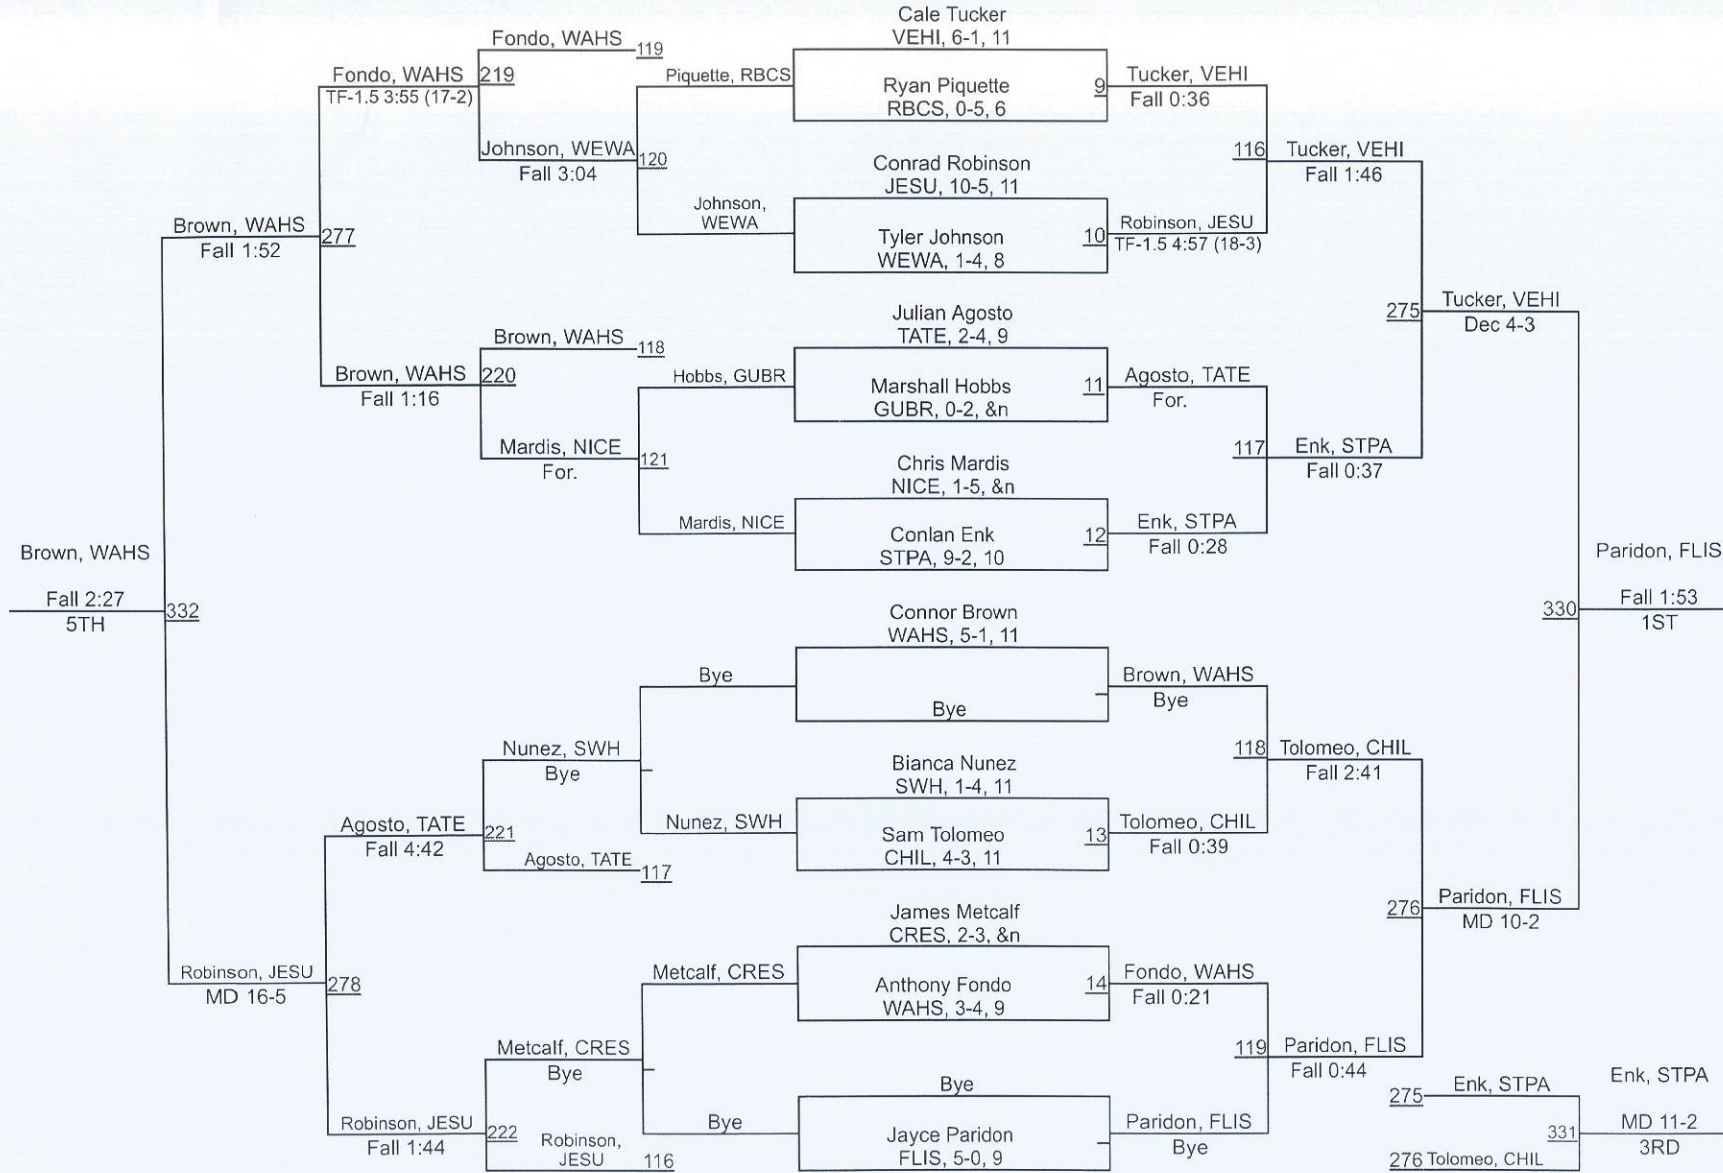 Cale Tucker
VEHI, 6-1, 11
Ryan Piquette
RBCS, 0-5, 6
9
Conrad Robinson
JESU, 10-5, 11
Tyler Johnson
WEWA, 1-4, 8
10
Julian Agosto
TATE, 2-4, 9
Marshall Hobbs
GUBR, 0-2, &n
11
Chris Mardis
NICE, 1-5, &n
Conlan Enk
STPA, 9-2, 10
12
Connor Brown
WAHS, 5-1, 11
Bye
Bianca Nunez
SWH, 1-4, 11
Sam Tolomeo
CHIL, 4-3, 11
13
James Metcalf
CRES, 2-3, &n
Anthony Fondo
WAHS, 3-4, 9
14
Bye
Jayce Paridon
FLIS, 5-0, 9
Tucker, VEHI
Fall 0:36
116
Robinson, JESU
TF-1.5 4:57 (18-3)
Agosto, TATE
For.
117
Enk, STPA
Fall 0:28
Brown, WAHS
Bye
118
Tolomeo, CHIL
Fall 0:39
Fondo, WAHS
Fall 0:21
119
Paridon, FLIS
Bye
Tucker, VEHI
Fall 1:46
275
Enk, STPA
Fall 0:37
Tolomeo, CHIL
Fall 2:41
276
Paridon, FLIS
Fall 0:44
Tucker, VEHI
Dec 4-3
330
Paridon, FLIS
MD 10-2
Paridon, FLIS
Fall 1:53
1ST
275
Enk, STPA
331
276 Tolomeo, CHIL
Enk, STPA
MD 11-2
3RD
Piquette, RBCS
120
Johnson,
WEWA
Hobbs, GUBR
121
Mardis, NICE
Bye
Nunez, SWH
Metcalf, CRES
Bye
Fondo, WAHS
119
219
Johnson, WEWA
Fall 3:04
Brown, WAHS
118
220
Mardis, NICE
For.
Nunez, SWH
Bye
221
Agosto, TATE
117
Metcalf, CRES
Bye
222
Robinson,
JESU
116
Fondo, WAHS
TF-1.5 3:55 (17-2)
277
Brown, WAHS
Fall 1:16
Agosto, TATE
Fall 4:42
278
Robinson, JESU
Fall 1:44
Brown, WAHS
Fall 1:52
332
Robinson, JESU
MD 16-5
Brown, WAHS
Fall 2:27
5TH